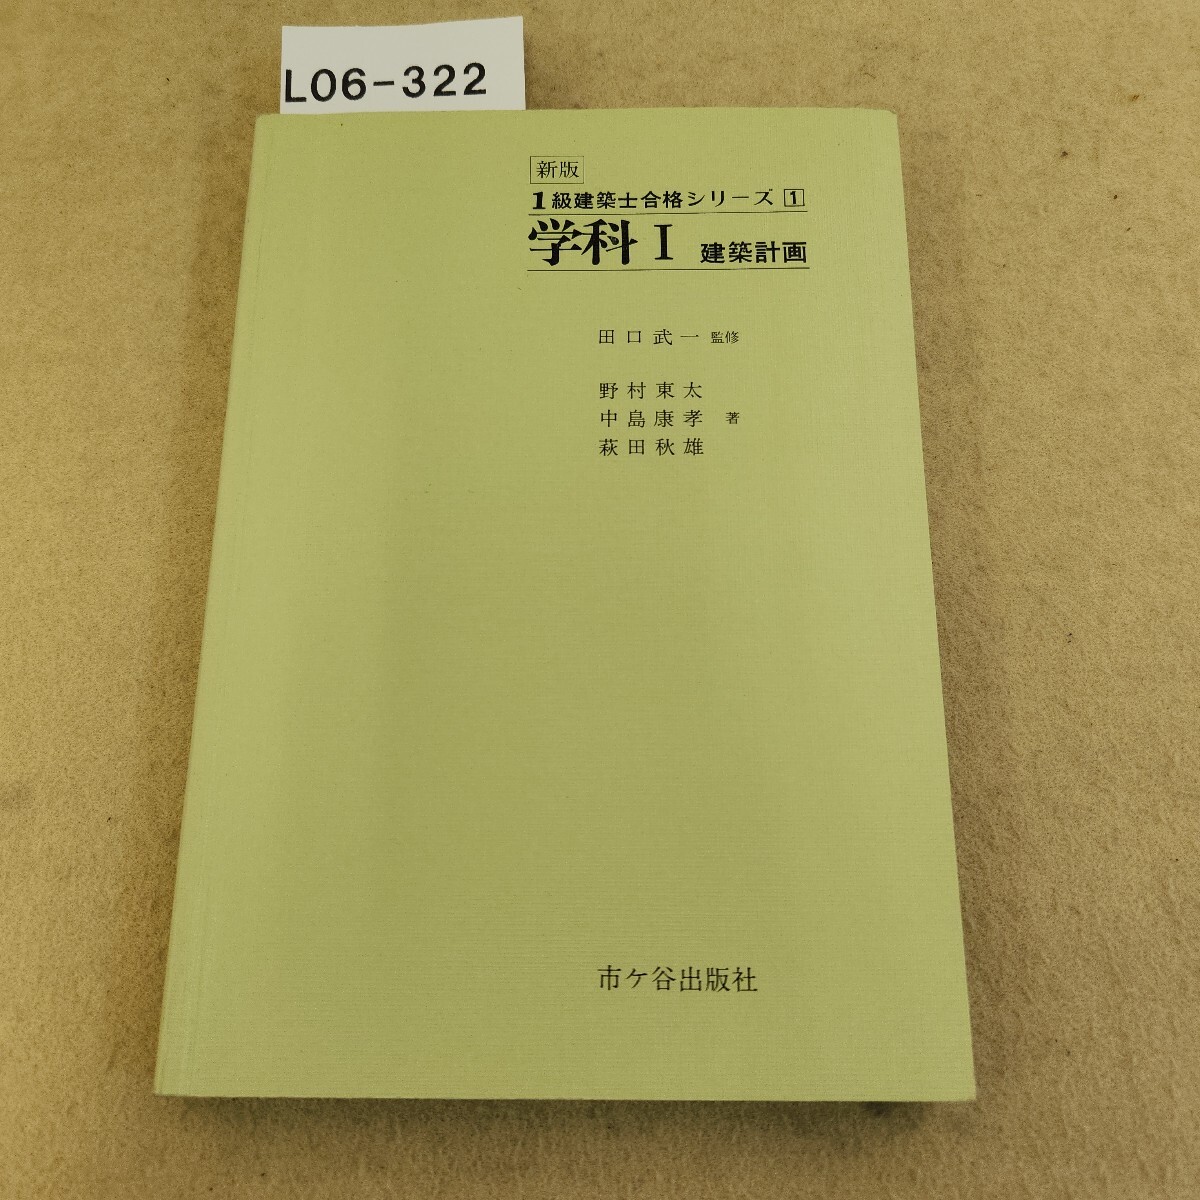 L06-322
新版
1級建築士合格シリーズ 1
学科 I 建築計画
田口武一 監修
野村東太
中島康孝 著
萩田秋雄
市ケ谷出版社